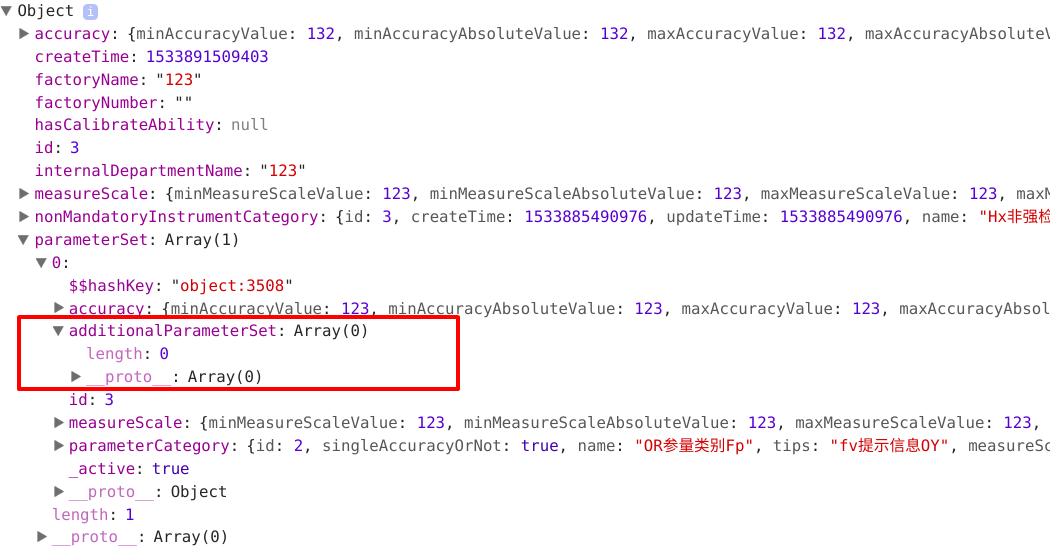 Object i
accuracy: {minAccuracyValue: 132, minAccuracyAbsoluteValue: 132, maxAccuracyValue: 132, maxAccuracyAbsoluteV
createTime: 1533891509403
factoryName: "123"
factoryNumber: ""
hasCalibrateAbility: null
id: 3
internalDepartmentName: "123"
measureScale: {minMeasureScaleValue: 123, minMeasureScaleAbsoluteValue: 123, maxMeasureScaleValue: 123, maxM
nonMandatoryInstrumentCategory: {id: 3, createTime: 1533885490976, updateTime: 1533885490976, name: "Hx非强检
parameterSet: Array(1)
0:
$$hashKey: "object:3508"
accuracy: {minAccuracyValue: 123, minAccuracyAbsoluteValue: 123, maxAccuracyValue: 123, maxAccuracyAbsol
additionalParameterSet: Array(0)
length: 0
__proto__: Array(0)
id: 3
measureScale: {minMeasureScaleValue: 123, minMeasureScaleAbsoluteValue: 123, maxMeasureScaleValue: 123,
parameterCategory: {id: 2, singleAccuracyOrNot: true, name: "OR参量类别Fp", tips: "fv提示信息OY", measureSc
_active: true
__proto__: Object
length: 1
__proto__: Array(0)